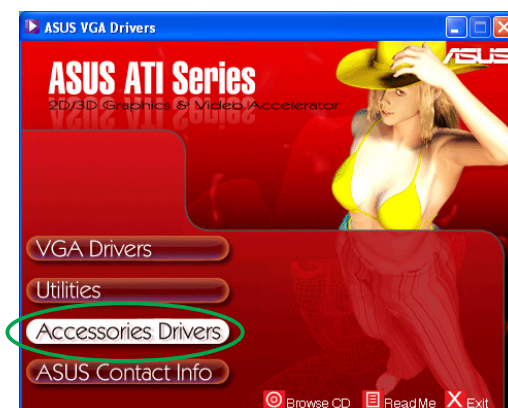 ASUS VGA Drivers
ASUS
ASUS ATI Series
2D/3D Graphics & Video Accelerator
VGA Drivers
Utilities
Accessories Drivers
ASUS Contact Info
Browse CD Read Me Exit